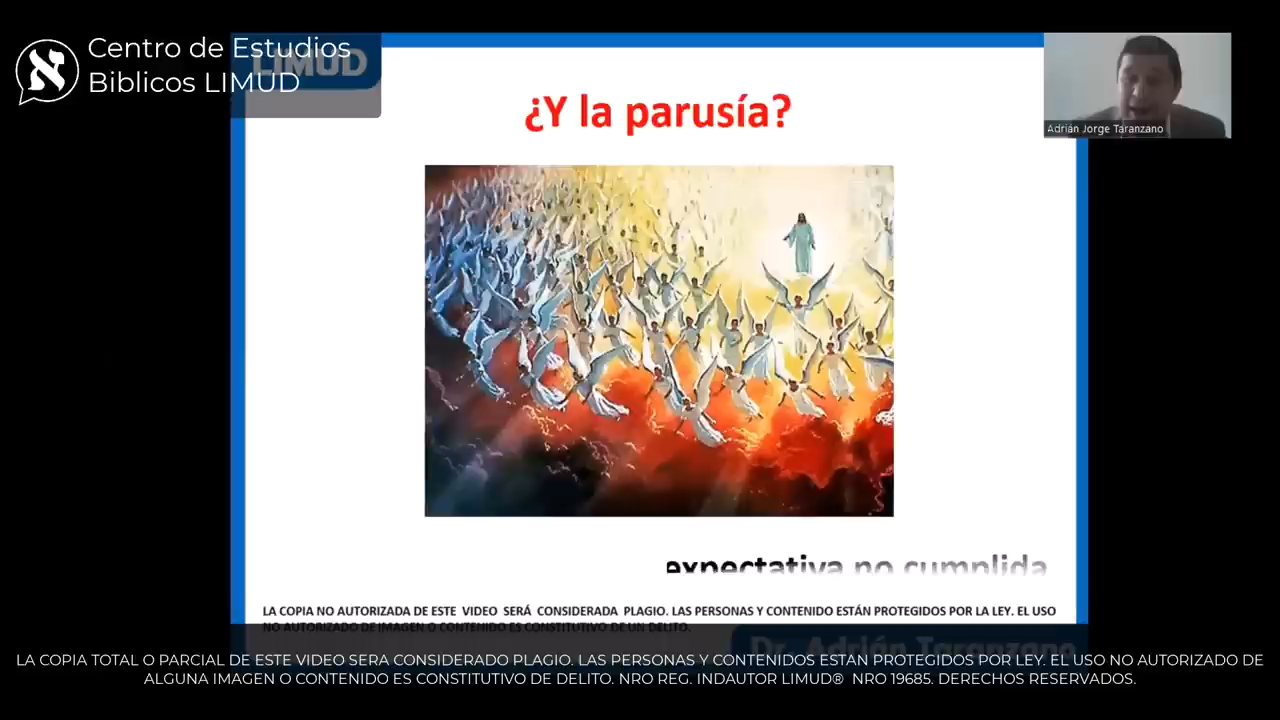 Centro de Estudios
Biblicos LIMUD
LIMUD
¿Y la parusía?
Adrián Jorge Taranzano
expectativa no cumplida
LA COPIA NO AUTORIZADA DE ESTE VIDEO SERÁ CONSIDERADA PLAGIO. LAS PERSONAS Y CONTENIDO ESTÁN PROTEGIDOS POR LA LEY. EL USO
NO AUTORIZADO DE IMAGEN O CONTENIDO ES CONSTITUTIVO DE UN DELITO.
Dr. Adrián Taranzano
LA COPIA TOTAL O PARCIAL DE ESTE VIDEO SERA CONSIDERADO PLAGIO. LAS PERSONAS Y CONTENIDOS ESTAN PROTEGIDOS POR LEY. EL USO NO AUTORIZADO DE
ALGUNA IMAGEN O CONTENIDO ES CONSTITUTIVO DE DELITO. NRO REG. INDAUTOR LIMUD® NRO 19685. DERECHOS RESERVADOS.